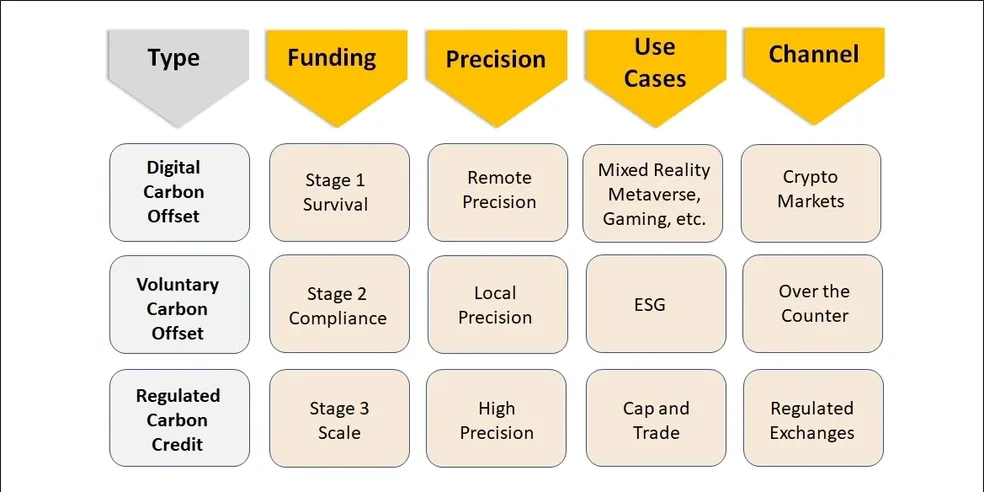 Type
Funding
Precision
Use
Cases
Channel
Digital
Carbon
Offset
Stage 1
Survival
Remote
Precision
Mixed Reality
Metaverse,
Gaming, etc.
Crypto
Markets
Voluntary
Carbon
Offset
Stage 2
Compliance
Local
Precision
ESG
Over the
Counter
Regulated
Carbon
Credit
Stage 3
Scale
High
Precision
Cap and
Trade
Regulated
Exchanges